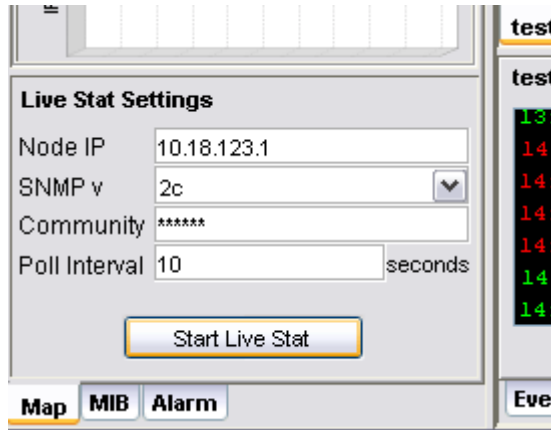 Live Stat Settings
Node IP 10.18.123.1
SNMP v 2c
Community ******
Poll Interval 10 seconds
Start Live Stat
Map MIB Alarm
test
test
13
14
14
14
14
14
14
Eve